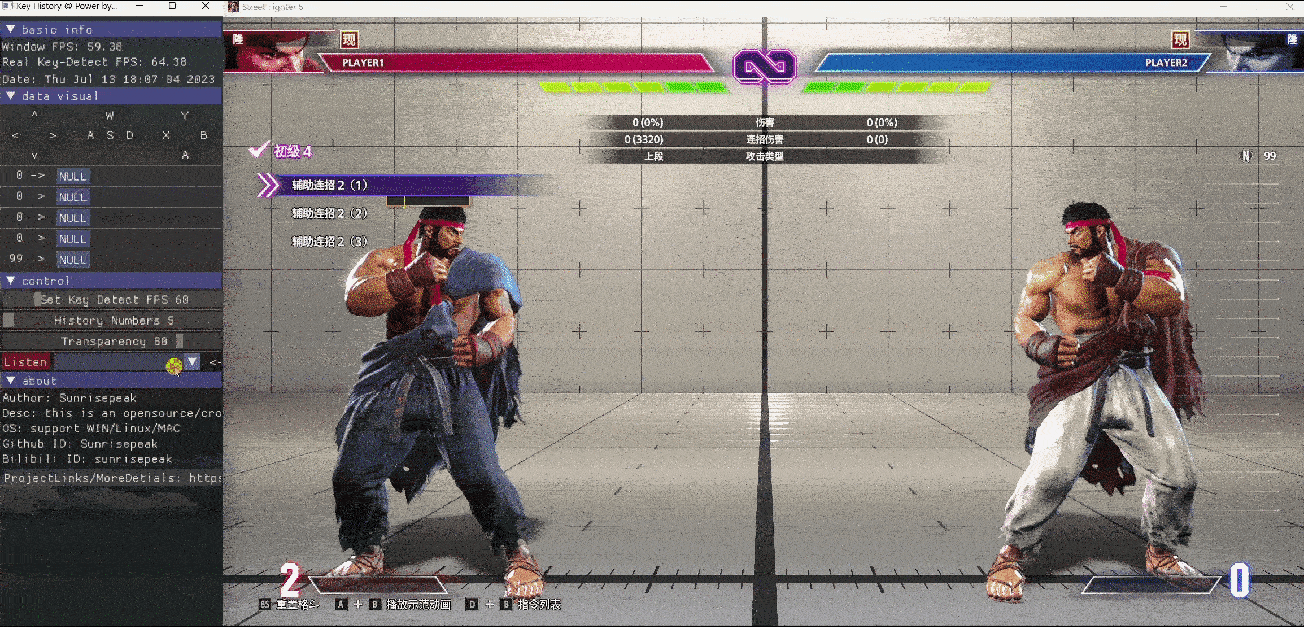 Key History @ Power by...
Street Fighter 6
basic info
Window FPS: 59.38
Real Key-Detect FPS: 64.38
Date: Thu Jul 13 18:07:04 2023
data visual
^ W Y
< > A S D X B
v A
0 -> NULL
0 > NULL
0 > NULL
0 > NULL
99 > NULL
control
Set Key Detect FPS 60
History Numbers 5
Transparency 80
Listen <-
about
Author: Sunrisepeak
Desc: this is an opensource/cro
OS: support WIN/Linux/MAC
Github ID: Sunrisepeak
Bilibili ID: sunrisepeak
ProjectLinks/MoreDetials: https
隆 现 现 隆
PLAYER1 PLAYER2
0 (0%) 伤害 0 (0%)
0 (3320) 连招伤害 0 (0)
上段 攻击类型
初级 4
N 99
辅助连招 2（1）
辅助连招 2（2）
辅助连招 2（3）
2 0
BS 重置格斗 A + B 播放示范动画 D + B 指令列表